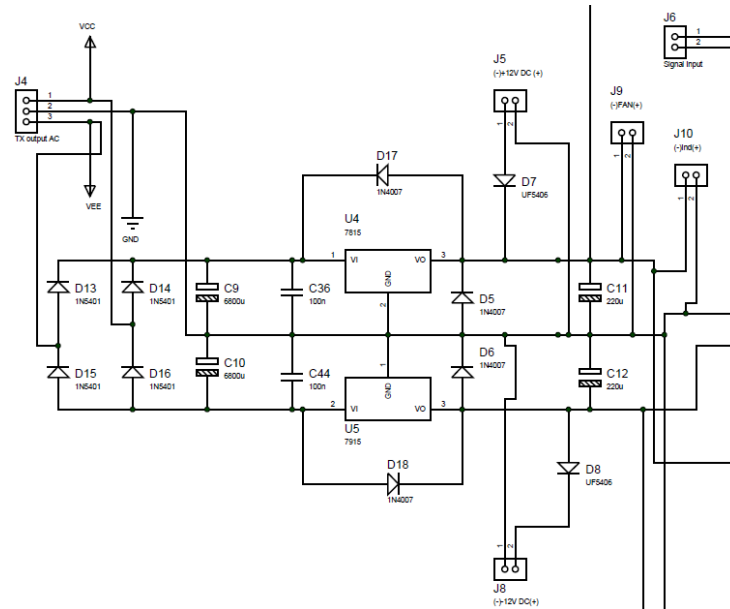 VCC
J4
1
2
3
TX output AC
VEE
GND
J5
(-)+12V DC (+)
1
2
J6
1
2
Signal Input
J9
(-)FAN(+)
1
2
J10
(-)Ind(+)
1
2
D17
1N4007
D7
UF5406
U4
7815
1
VI
VO
3
GND
2
D13
1N5401
D14
1N5401
C9
6800u
C36
100n
D5
1N4007
C11
220u
D15
1N5401
D16
1N5401
C10
6800u
C44
100n
1
GND
D6
1N4007
C12
220u
2
VI
VO
3
U5
7915
D18
1N4007
D8
UF5406
1
2
J8
(-)-12V DC(+)